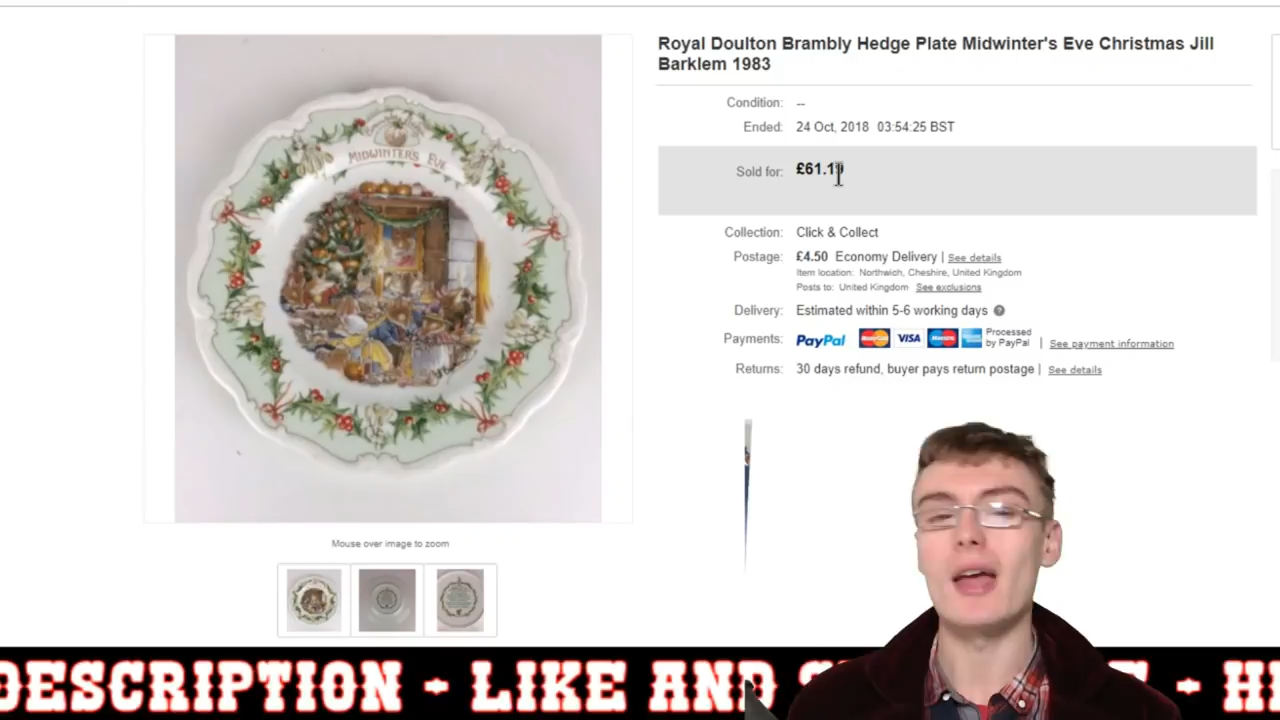 Royal Doulton Brambly Hedge Plate Midwinter's Eve Christmas Jill
Barklem 1983
MIDWINTER'S EVE
Condition: --
Ended: 24 Oct, 2018 03:54:25 BST
Sold for:
Collection: Click & Collect
Postage: £4.50 Economy Delivery | See details
Item location: Northwich, Cheshire, United Kingdom
Posts to: United Kingdom See exclusions
Delivery: Estimated within 5-6 working days
Payments: PayPal MasterCard VISA Maestro Processed
by PayPal | See payment information
Returns: 30 days refund, buyer pays return postage | See details
Mouse over image to zoom
DESCRIPTION - LIKE AND